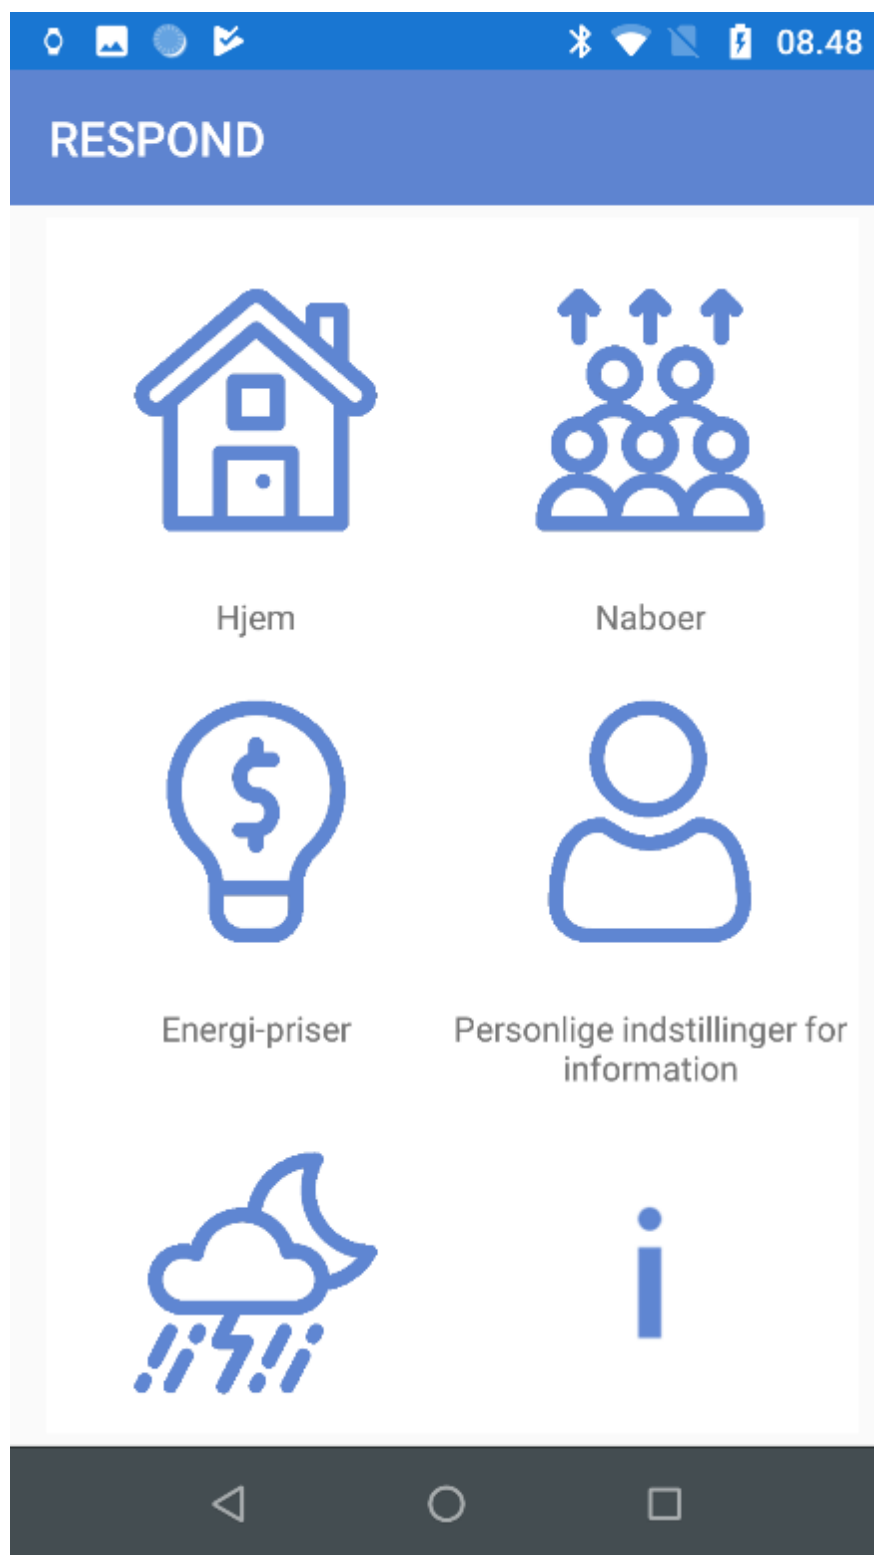 08.48
RESPOND
Hjem
Naboer
Energi-priser
Personlige indstillinger for
information
i